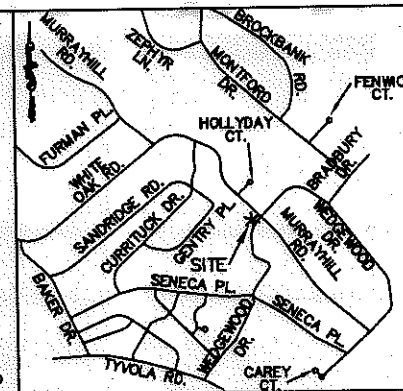 MURRAYHILL
RD.
ZEPHYR
LN.
BROCKBANK
RD.
MONTFORD
DR.
FENWICK
CT.
HOLLYDAY
CT.
BRADBURY
DR.
FURMAN PL.
WHITE
OAK RD.
SANDRIDGE RD.
CURRITUCK DR.
GENTRY PL.
WEDGEWOOD
DR.
MURRAYHILL
RD.
SITE
SENECA PL.
SENECA PL.
BAKER DR.
WEDGEWOOD
DR.
TYVOLA RD.
CAREY
CT.